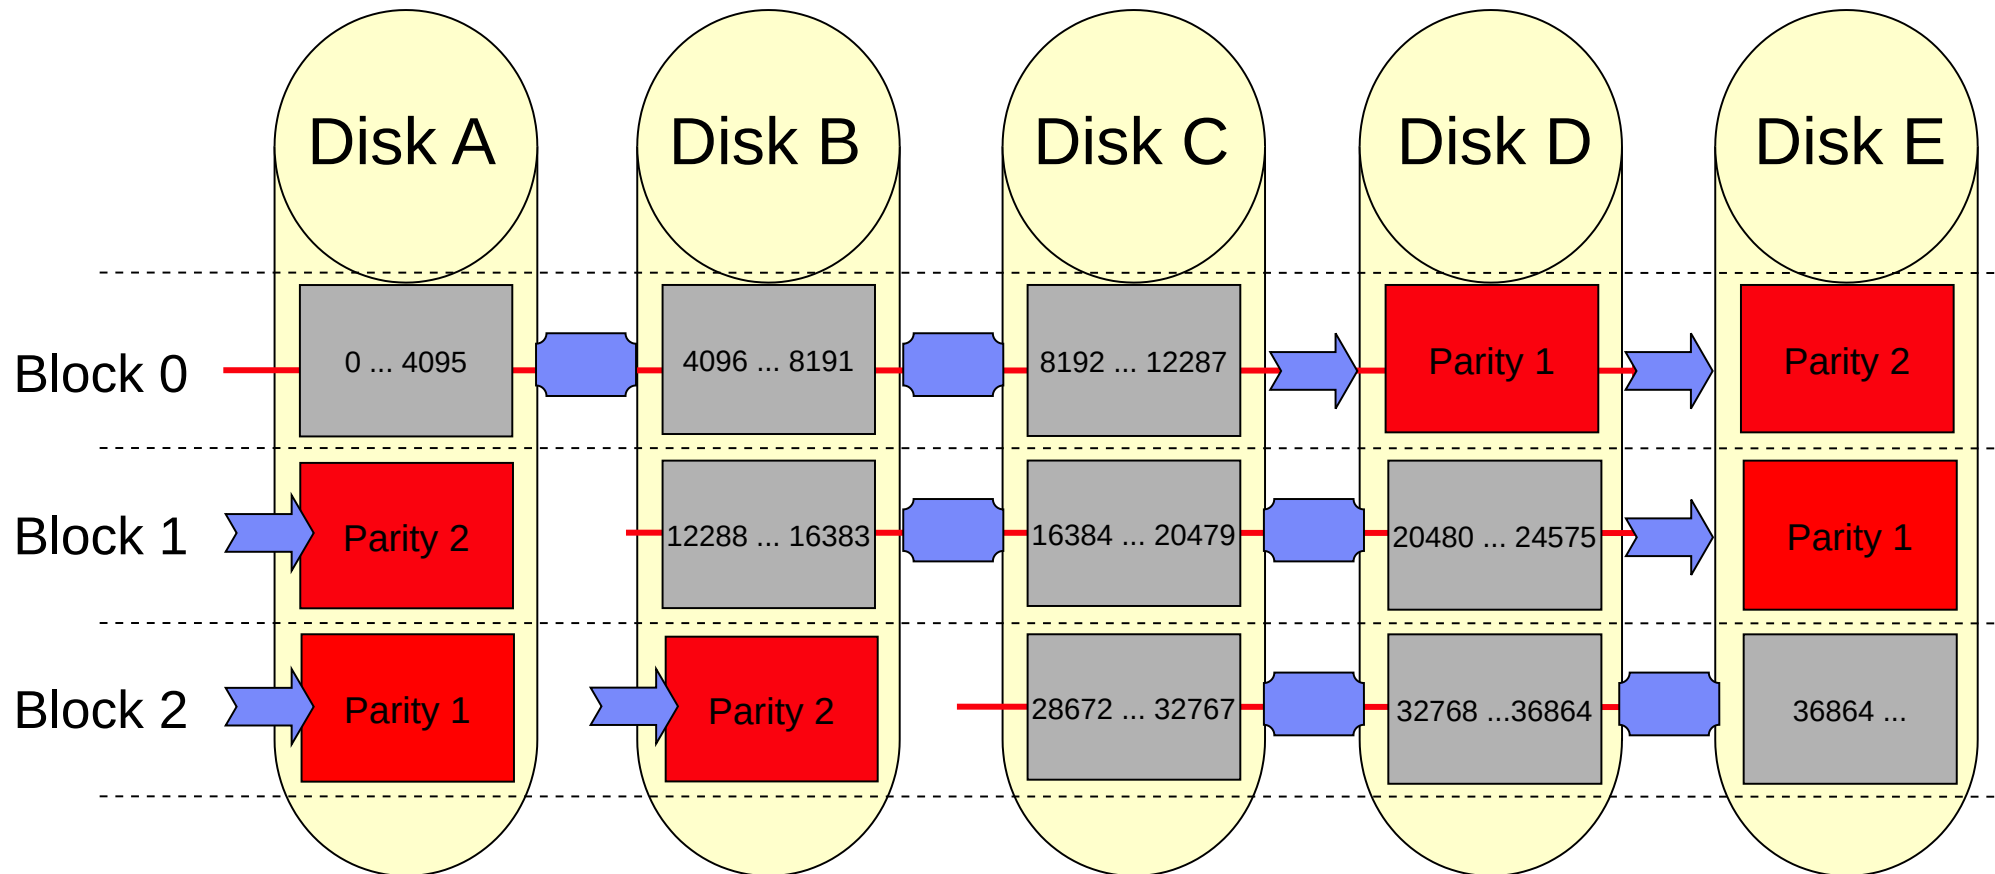 Disk A Disk B Disk C Disk D Disk E
Block 0 0 ... 4095 4096 ... 8191 8192 ... 12287 Parity 1 Parity 2
Block 1 Parity 2 12288 ... 16383 16384 ... 20479 20480 ... 24575 Parity 1
Block 2 Parity 1 Parity 2 28672 ... 32767 32768 ...36864 36864 ...